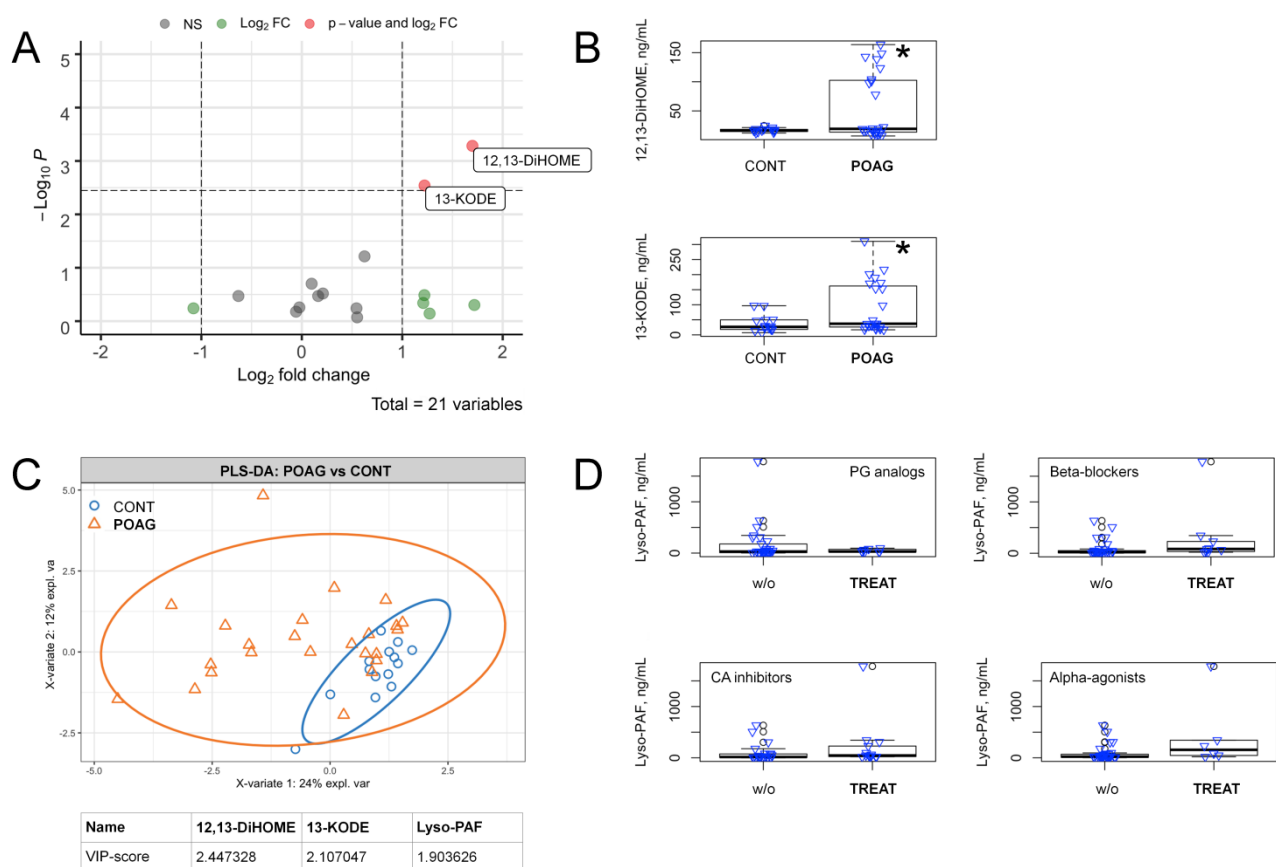 NS Log₂ FC p – value and log₂ FC
A
5
4
3
2
1
0
– Log₁₀ P
12,13-DiHOME
13-KODE
-2 -1 0 1 2
Log₂ fold change
Total = 21 variables
B
12,13-DiHOME, ng/mL
150
50
*
CONT POAG
13-KODE, ng/mL
250
100
0
*
CONT POAG
C
PLS-DA: POAG vs CONT
CONT
POAG
5.0
2.5
0.0
-2.5
X-variate 2: 12% expl. va
-5.0 -2.5 0.0 2.5
X-variate 1: 24% expl. var
Name 12,13-DiHOME 13-KODE Lyso-PAF
VIP-score 2.447328 2.107047 1.903626
D
PG analogs
Lyso-PAF, ng/mL
1000
0
w/o TREAT
Beta-blockers
Lyso-PAF, ng/mL
1000
0
w/o TREAT
CA inhibitors
Lyso-PAF, ng/mL
1000
0
w/o TREAT
Alpha-agonists
Lyso-PAF, ng/mL
1000
0
w/o TREAT